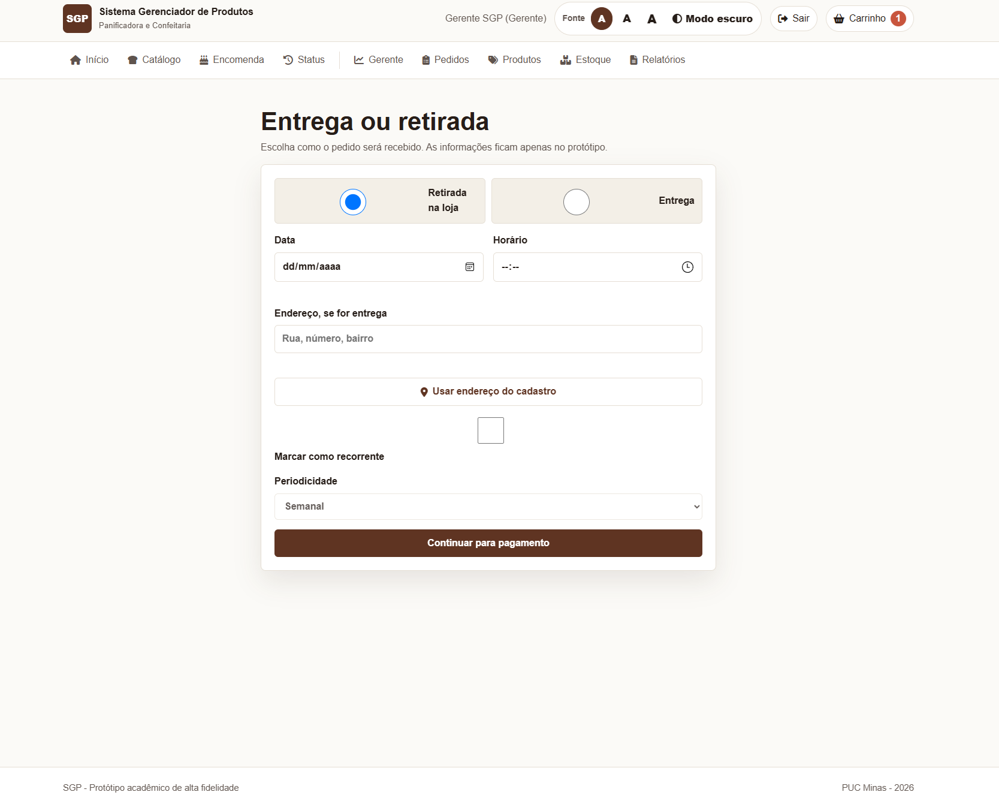 SGP
Sistema Gerenciador de Produtos
Panificadora e Confeitaria
Gerente SGP (Gerente)
Fonte A A A Modo escuro
Sair
Carrinho 1
Início Catálogo Encomenda Status Gerente Pedidos Produtos Estoque Relatórios
Entrega ou retirada
Escolha como o pedido será recebido. As informações ficam apenas no protótipo.
Retirada
na loja
Entrega
Data Horário
dd/mm/aaaa --:--
Endereço, se for entrega
Rua, número, bairro
Usar endereço do cadastro
Marcar como recorrente
Periodicidade
Semanal
Continuar para pagamento
SGP - Protótipo acadêmico de alta fidelidade PUC Minas - 2026